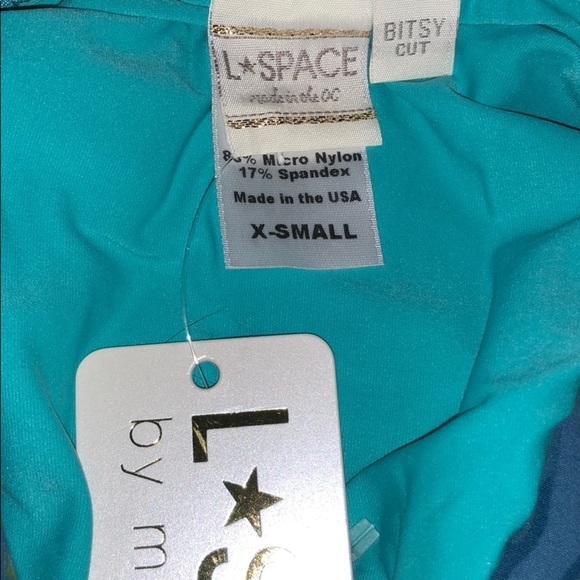 BITSY
CUT
L★SPACE
made in the OC
Micro Nylon
17% Spandex
Made in the USA
X-SMALL
L★S
by m